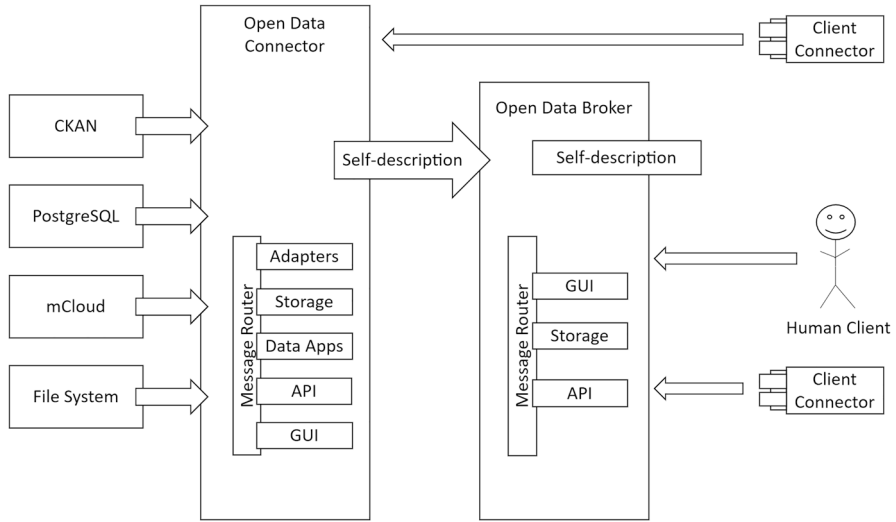 Open Data
Connector
Client
Connector
Open Data Broker
CKAN
Self-description
Self-description
PostgreSQL
mCloud
File System
Message Router
Adapters
Storage
Data Apps
API
GUI
Message Router
GUI
Storage
API
Human Client
Client
Connector